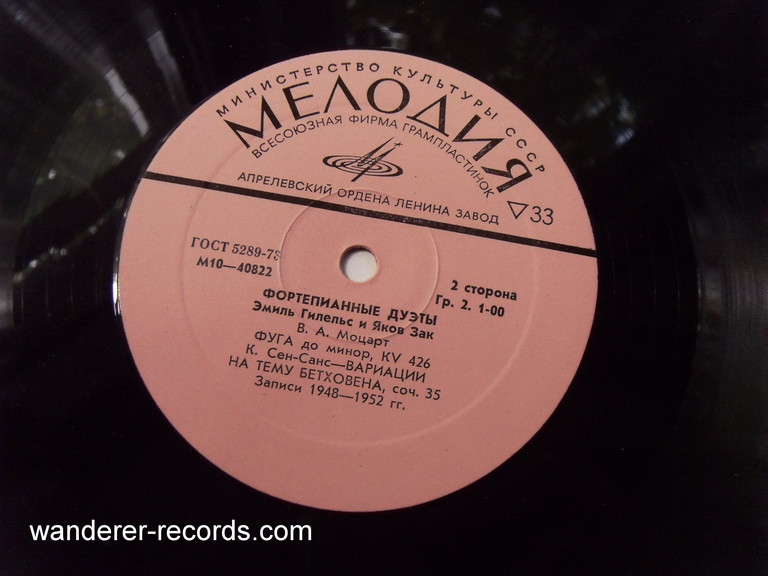 МИНИСТЕРСТВО КУЛЬТУРЫ СССР
МЕЛОДИЯ
ВСЕСОЮЗНАЯ ФИРМА ГРАМПЛАСТИНОК
АПРЕЛЕВСКИЙ ОРДЕНА ЛЕНИНА ЗАВОД
▽33
ГОСТ 5289-73
М10—40822
2 сторона
Гр. 2. 1-00
ФОРТЕПИАННЫЕ ДУЭТЫ
Эмиль Гилельс и Яков Зак
В. А. Моцарт
ФУГА до минор, KV 426
К. Сен-Санс—ВАРИАЦИИ
НА ТЕМУ БЕТХОВЕНА, соч. 35
Записи 1948—1952 гг.
wanderer-records.com